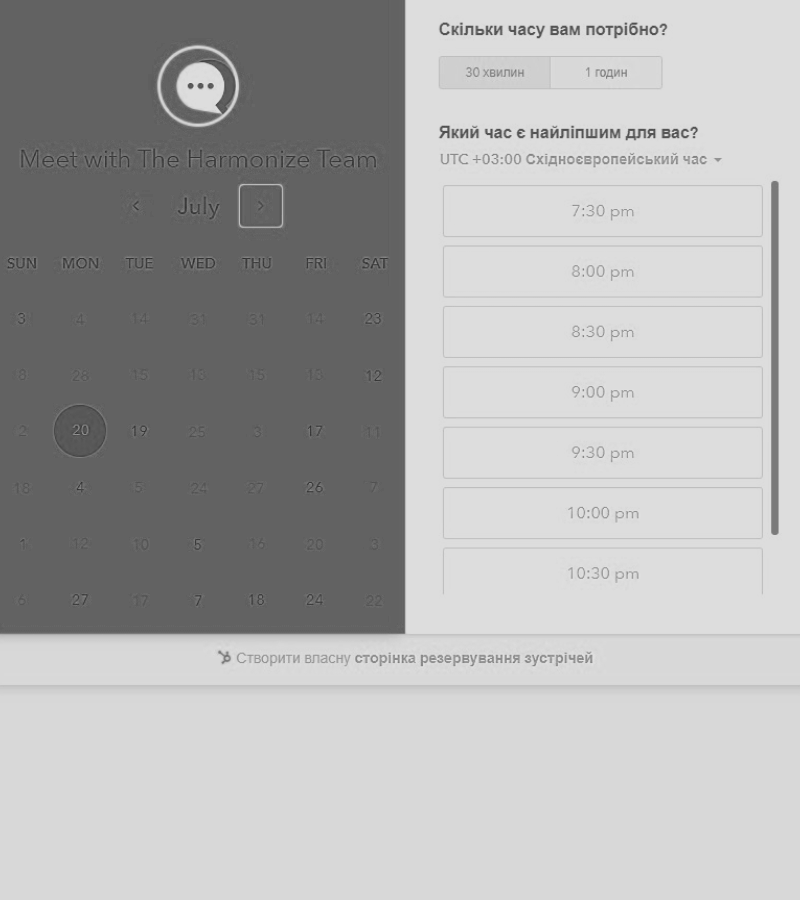 Meet with The Harmonize Team
July
SUN MON TUE WED THU FRI SAT
3 4 14 31 31 14 23
8 28 15 13 15 13 12
2 20 19 25 3 17 11
18 4 5 24 27 26 7
1 12 10 5 16 20 3
6 27 17 7 18 24 22
Скільки часу вам потрібно?
30 хвилин 1 годин
Який час є найліпшим для вас?
UTC +03:00 Східноєвропейський час
7:30 pm
8:00 pm
8:30 pm
9:00 pm
9:30 pm
10:00 pm
10:30 pm
Створити власну сторінка резервування зустрічей